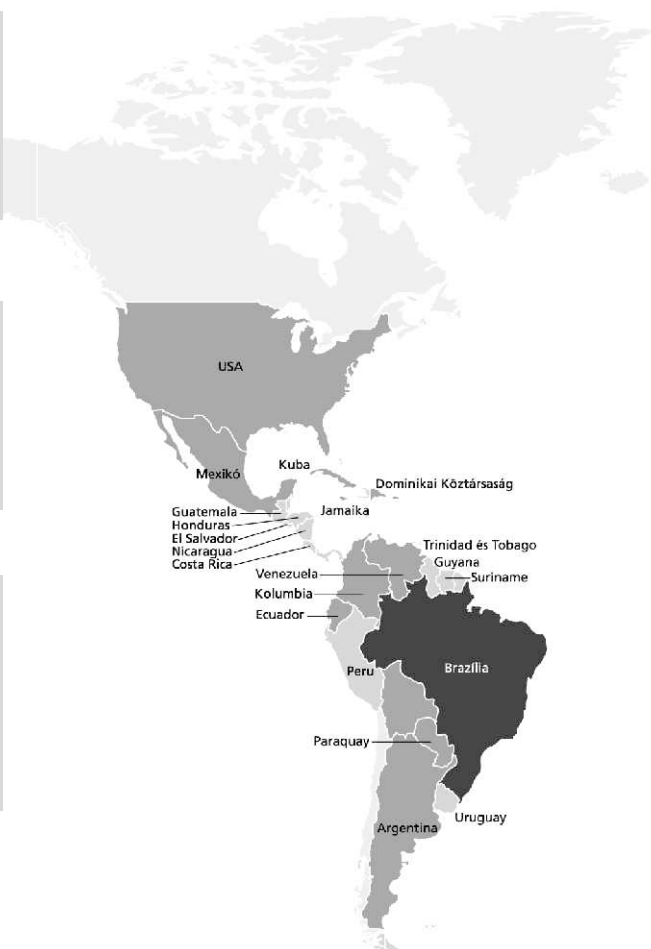 USA
Mexikó
Kuba
Dominikai Köztársaság
Guatemala
Jamaika
Honduras
El Salvador
Nicaragua
Costa Rica
Trinidad és Tobago
Guyana
Venezuela
Suriname
Kolumbia
Ecuador
Peru
Brazília
Paraguay
Uruguay
Argentina